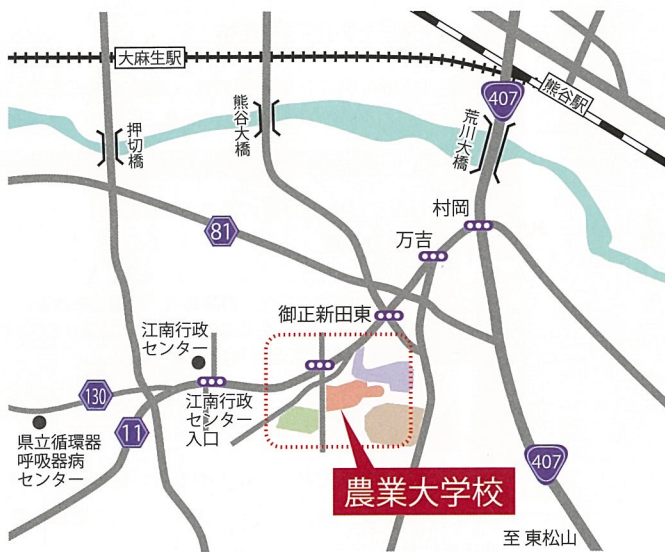 大麻生駅
熊谷駅
407
押切橋
熊谷大橋
荒川大橋
村岡
万吉
81
御正新田東
江南行政
センター
江南行政
センター
入口
130
11
県立循環器
呼吸器病
センター
農業大学校
407
至 東松山